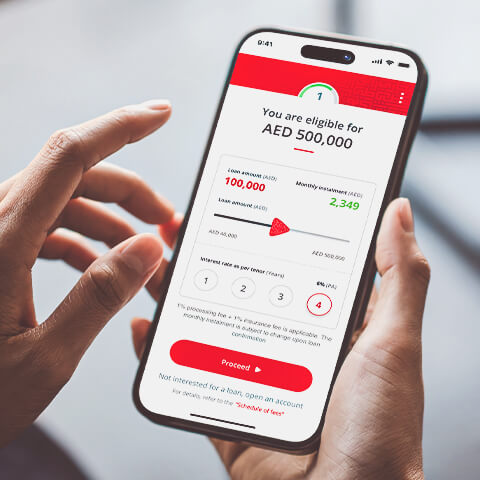 9:41
1
You are eligible for
AED 500,000
Loan amount (AED)
100,000
Monthly instalment (AED)
2,349
Loan amount (AED)
AED 40,000
AED 500,000
Interest rate as per tenor (Years)
6% (PA)
1 2 3 4
1% processing fee + 1% insurance fee is applicable. The
monthly instalment is subject to change upon loan
confirmation.
Proceed
Not interested for a loan, open an account
For details, refer to the "Schedule of fees"